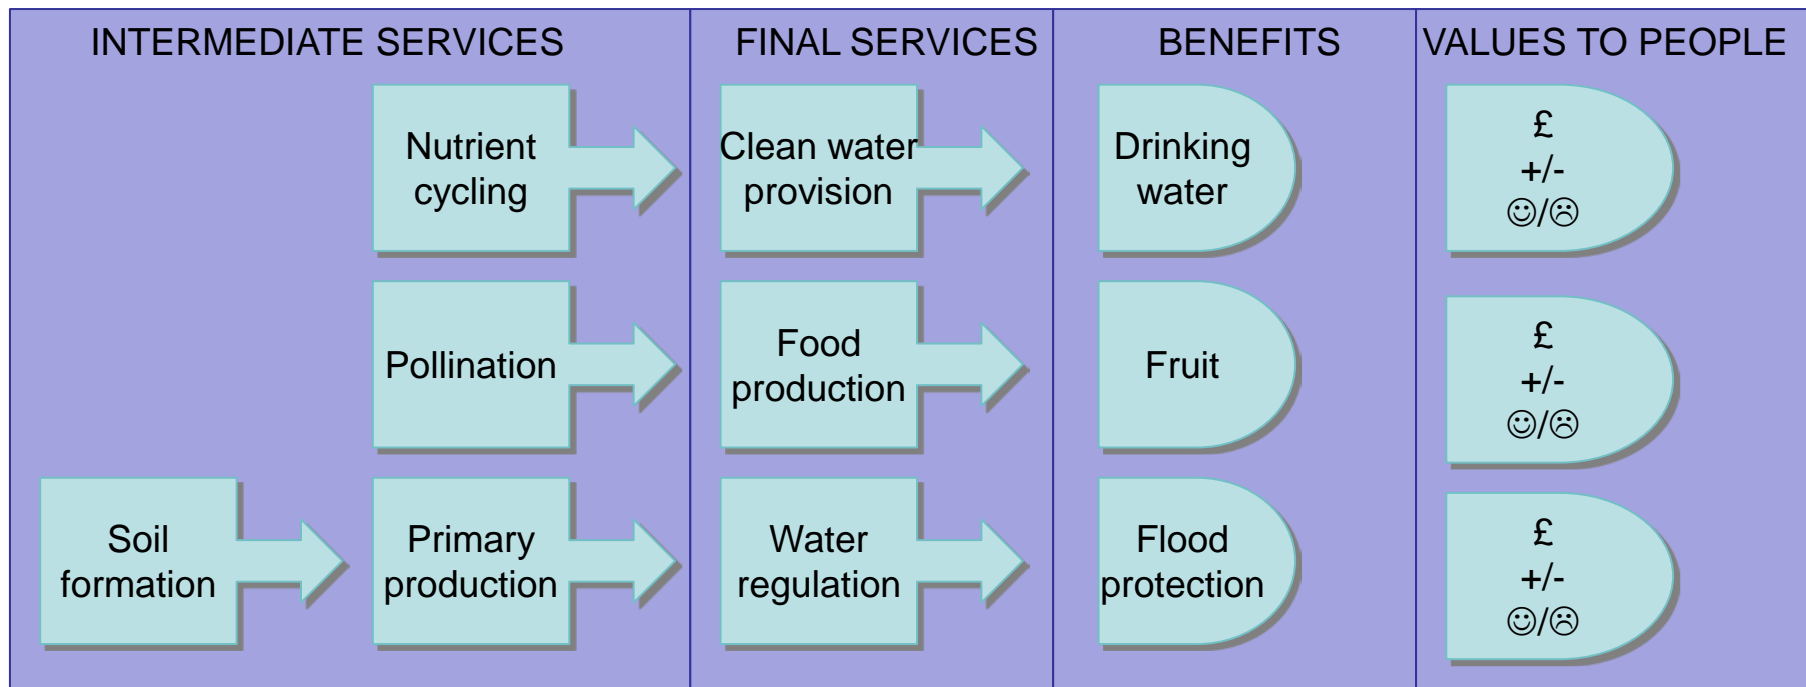 INTERMEDIATE SERVICES
FINAL SERVICES
BENEFITS
VALUES TO PEOPLE
Nutrient
cycling
Clean water
provision
Drinking
water
£
+/-
☺/☹
Pollination
Food
production
Fruit
£
+/-
☺/☹
Soil
formation
Primary
production
Water
regulation
Flood
protection
£
+/-
☺/☹